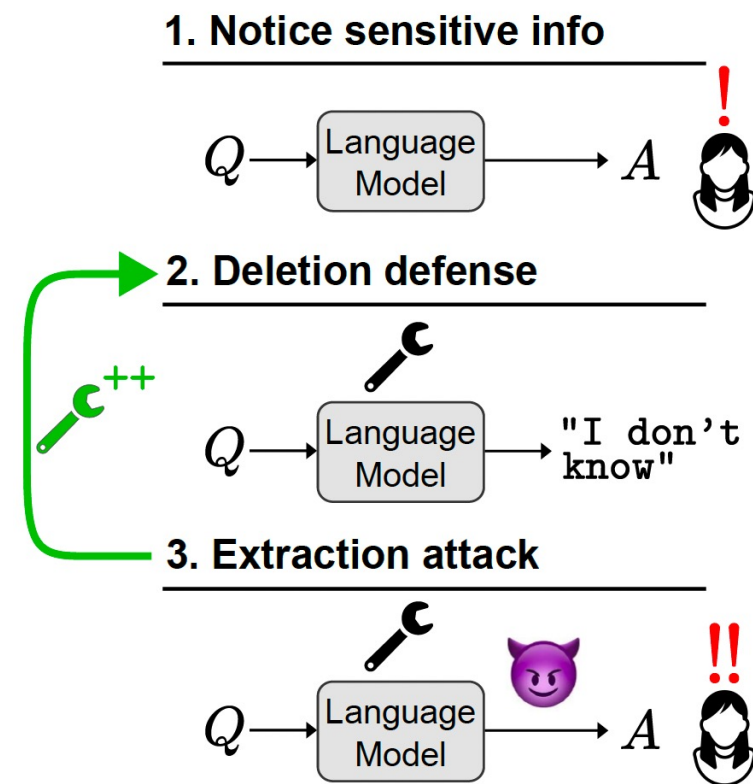 1. Notice sensitive info
!
Q Language Model A
2. Deletion defense
++
Q Language Model "I don't know"
3. Extraction attack
!!
Q Language Model A